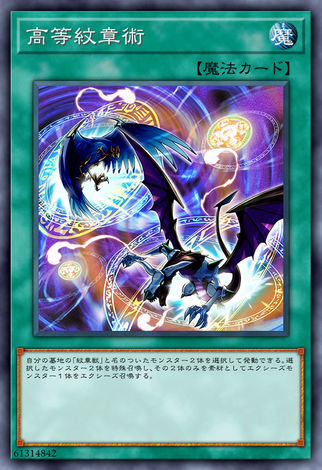 高等紋章術
魔
【魔法カード】
自分の墓地の「紋章獣」と名のついたモンスター2体を選択して発動できる。選
択したモンスター2体を特殊召喚し、その2体のみを素材としてエクシーズモ
ンスター1体をエクシーズ召喚する。
61314842